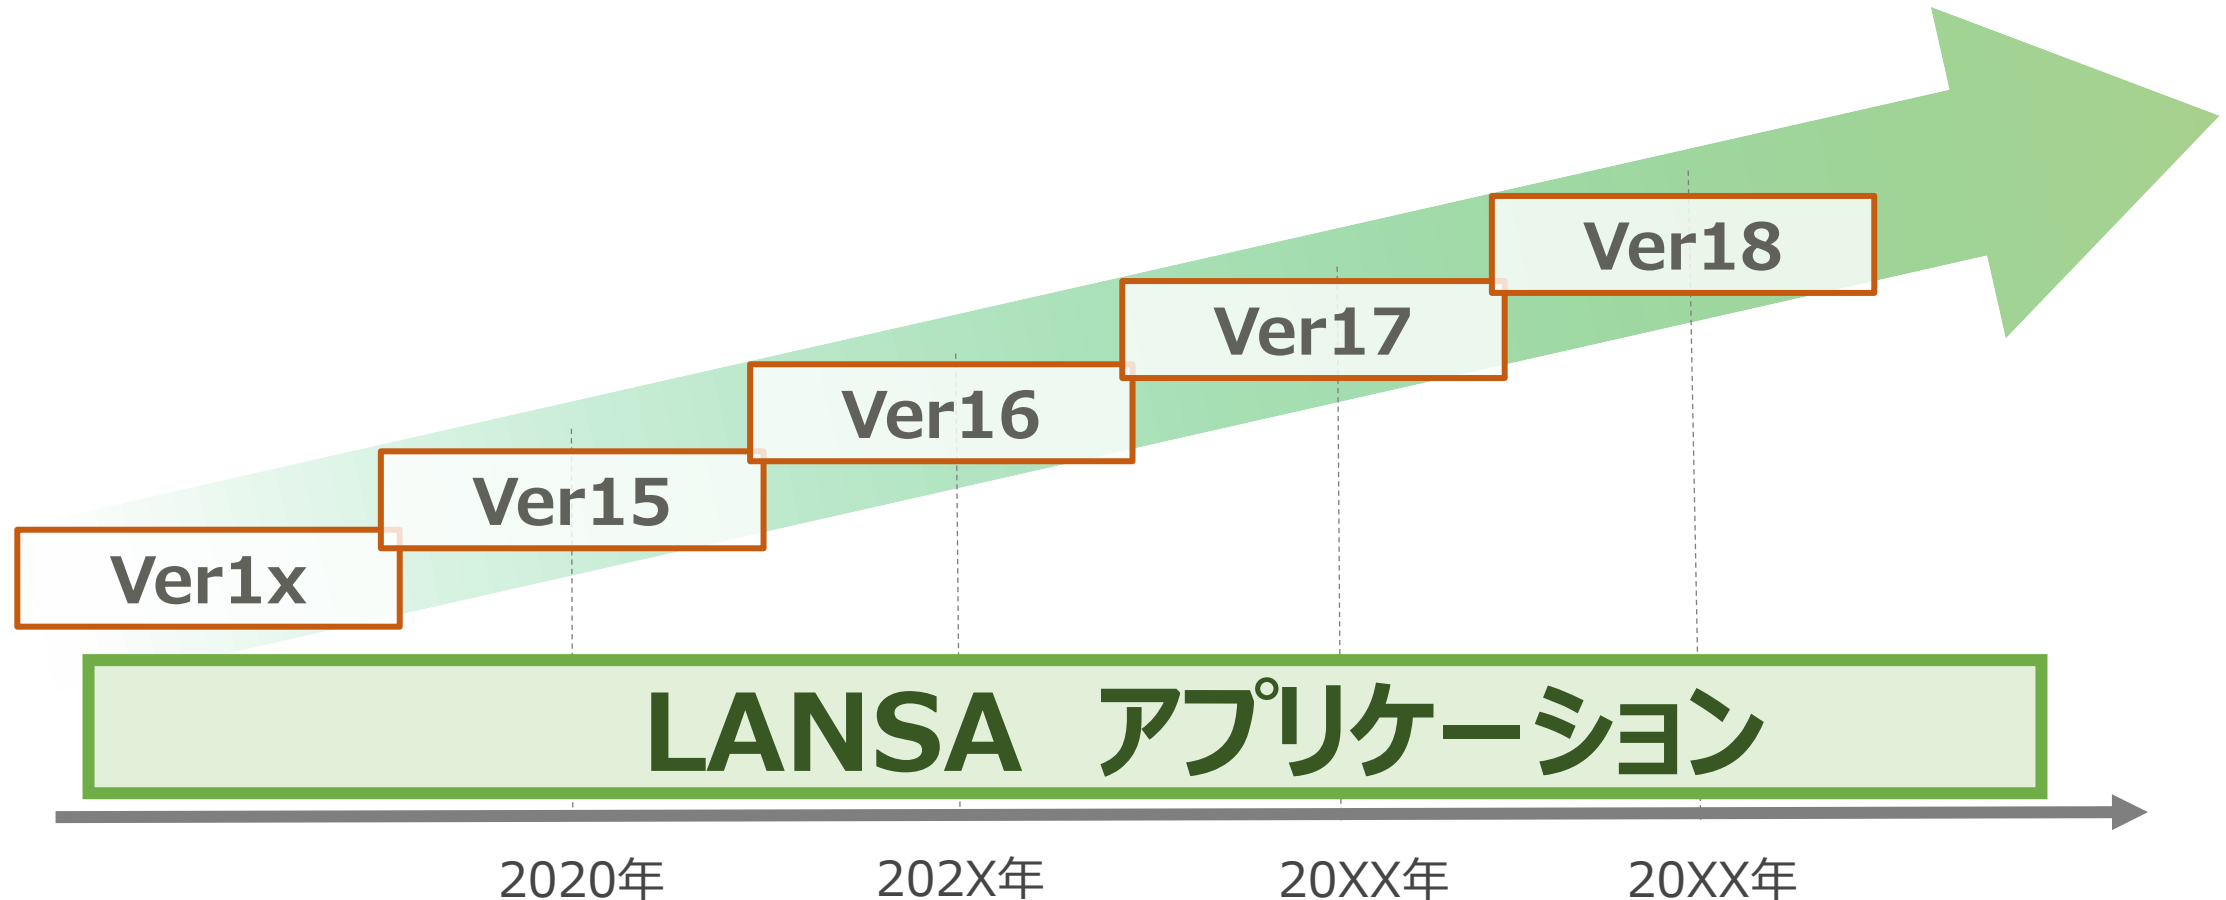 Ver18
Ver17
Ver16
Ver15
Ver1x
LANSA アプリケーション
2020年 202X年 20XX年 20XX年